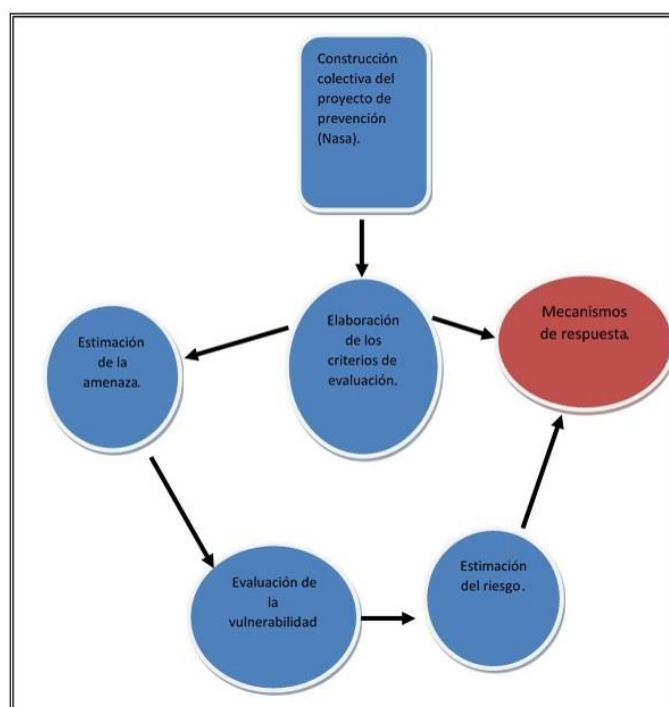 Construcción
colectiva del
proyecto de
prevención
(Nasa).
Elaboración
de los
criterios de
evaluación.
Mecanismos
de respuesta.
Estimación
de la
amenaza.
Evaluación de
la
vulnerabilidad
Estimación
del riesgo.